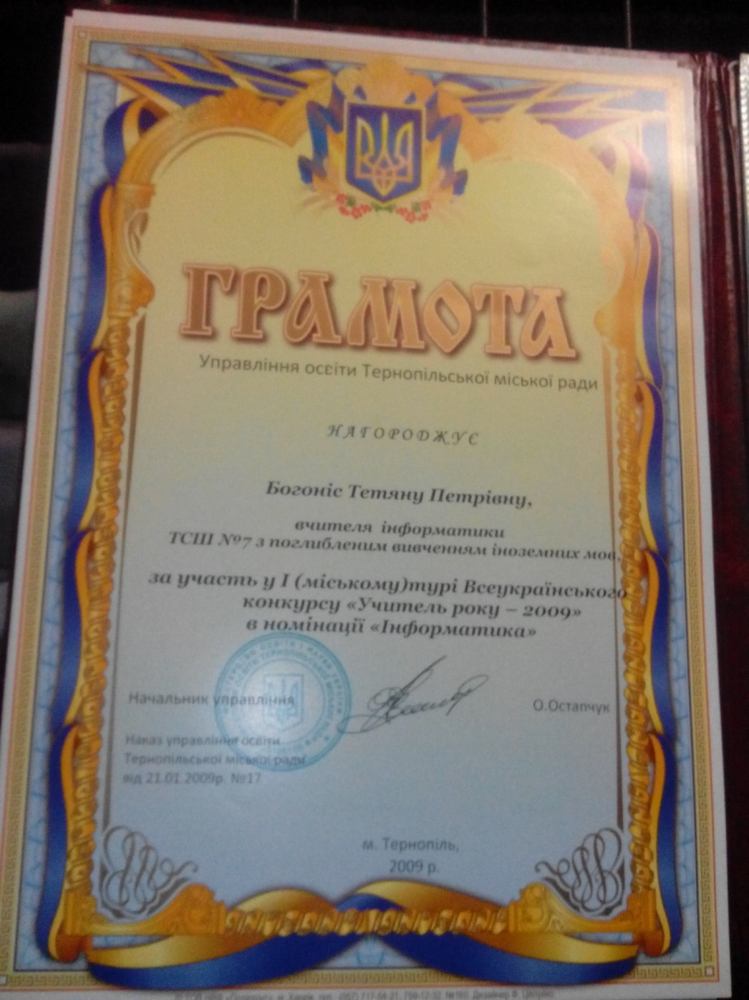 ГРАМОТА
Управління освіти Тернопільської міської ради
НАГОРОДЖУЄ
Богоніс Тетяну Петрівну,
вчителя інформатики
ТСШ №7 з поглибленим вивченням іноземних мов,
за участь у І (міському)турі Всеукраїнського
конкурсу «Учитель року – 2009»
в номінації «Інформатика»
Начальник управління
О.Остапчук
Наказ управління освіти
Тернопільської міської ради
від 21.01.2009р. №17
м. Тернопіль,
2009 р.